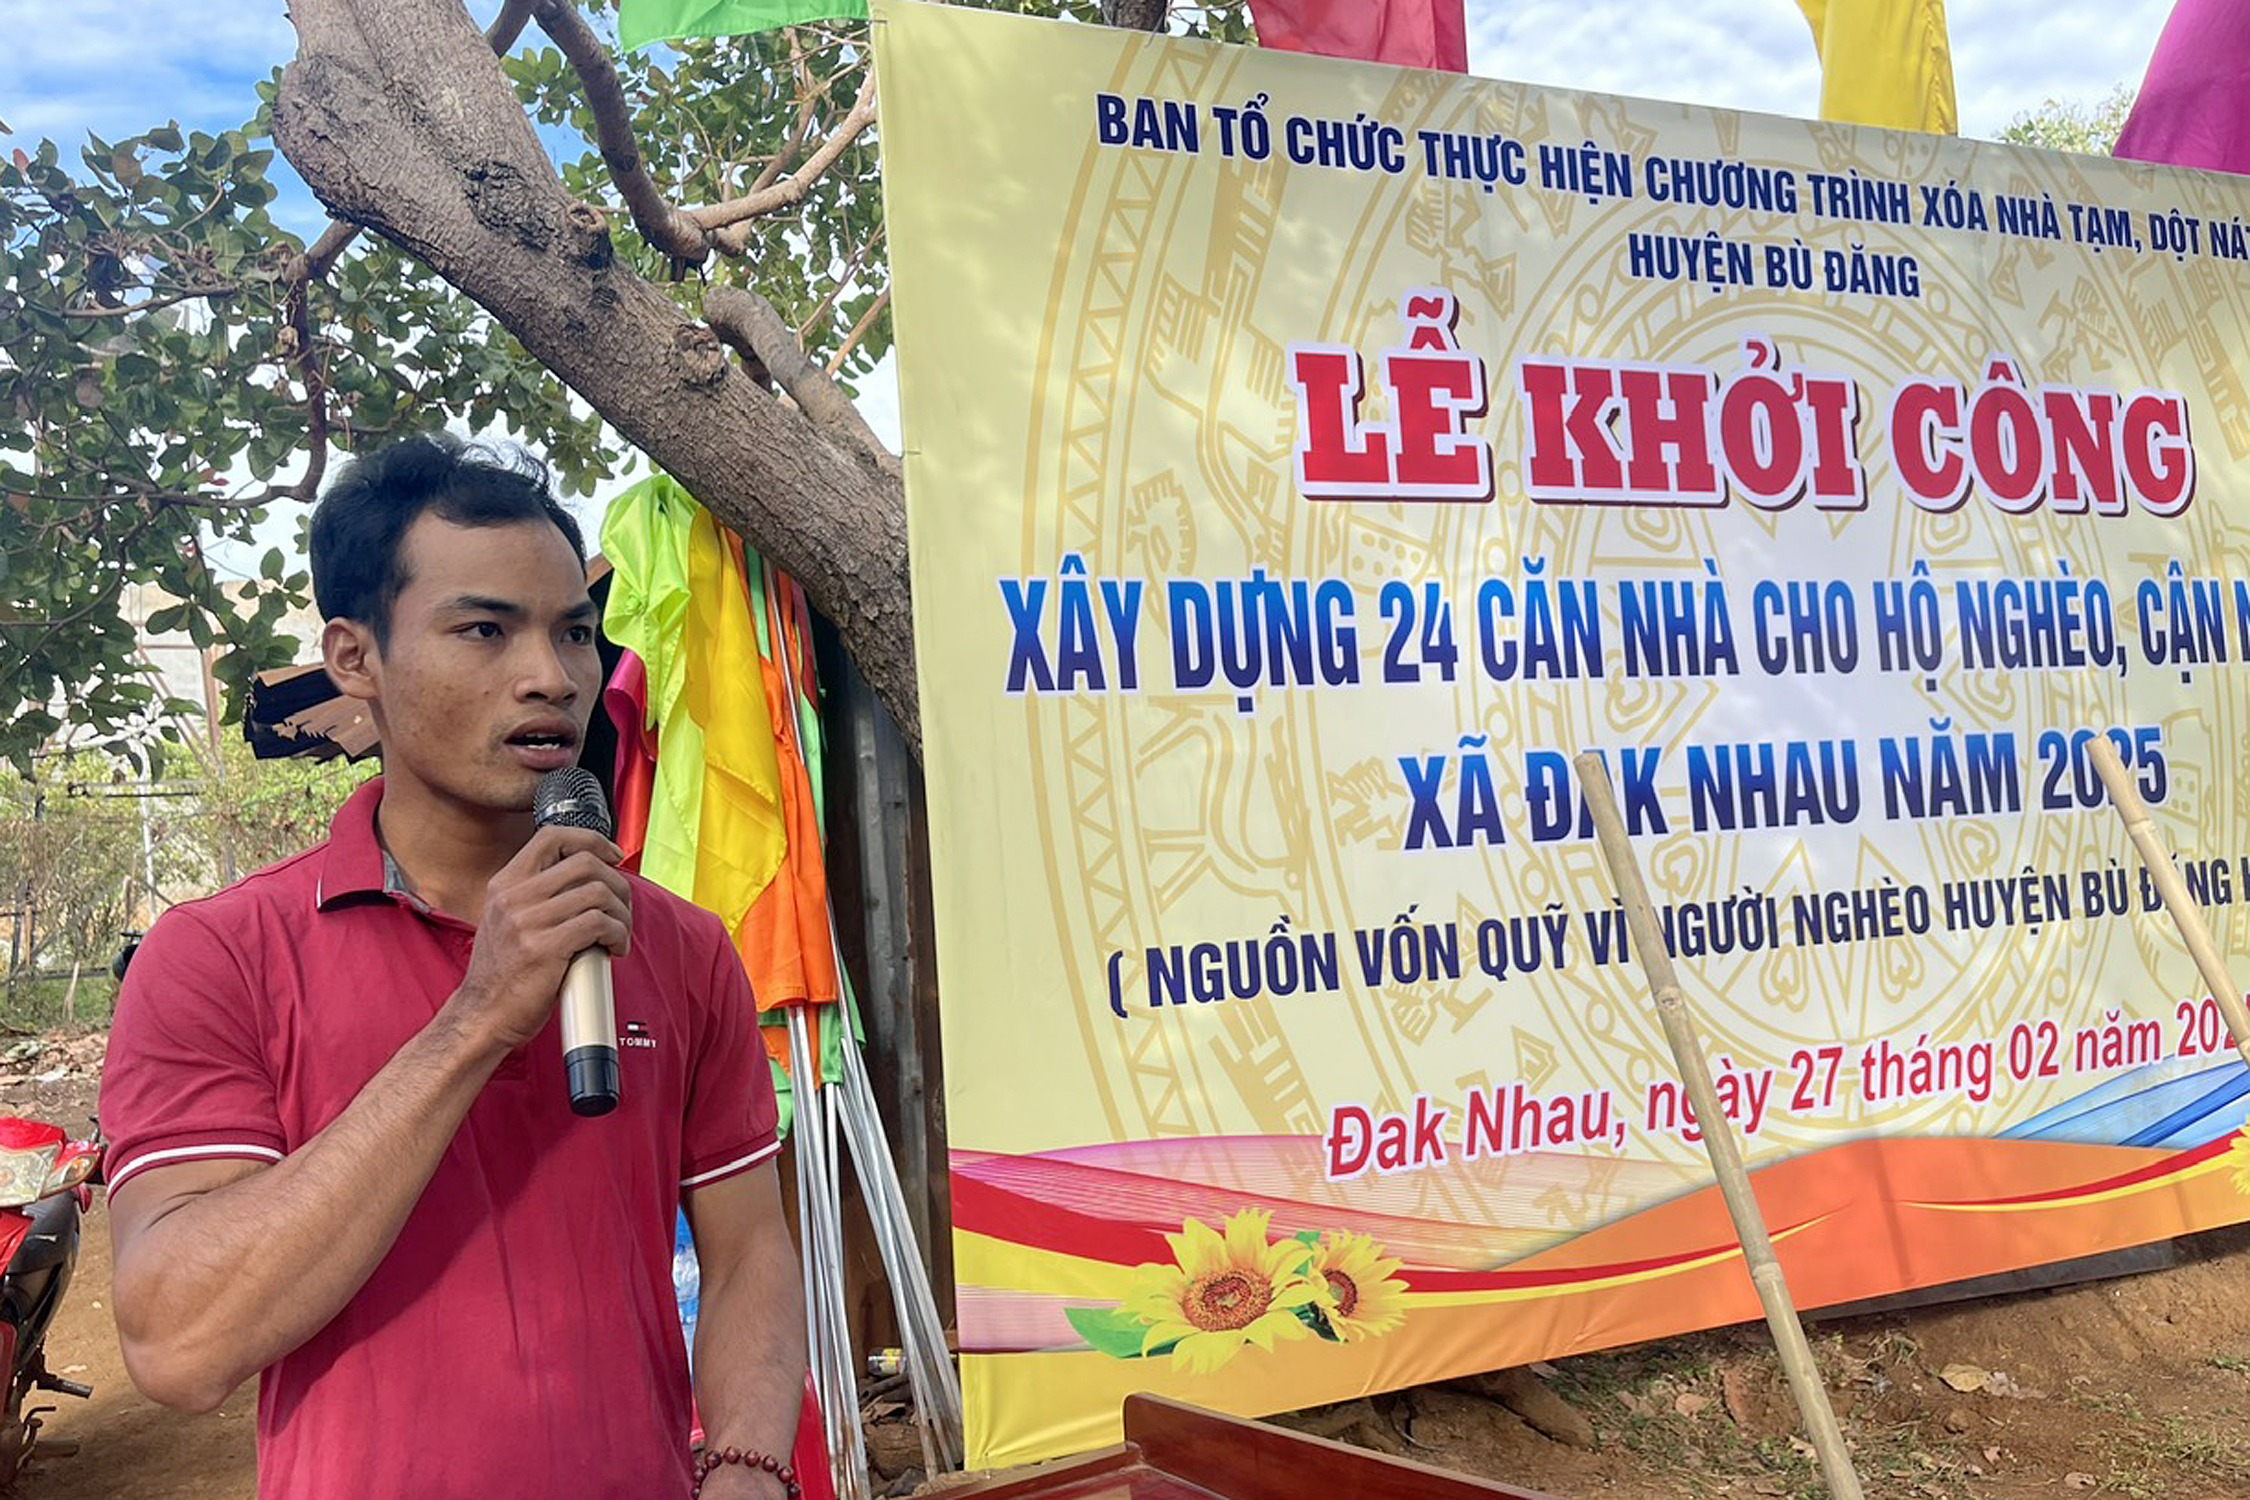 BAN TỔ CHỨC THỰC HIỆN CHƯƠNG TRÌNH XÓA NHÀ TẠM, DỘT NÁT
HUYỆN BÙ ĐĂNG
LỄ KHỞI CÔNG
XÂY DỰNG 24 CĂN NHÀ CHO HỘ NGHÈO, CẬN
XÃ ĐAK NHAU NĂM 2025
( NGUỒN VỐN QUỸ VÌ NGƯỜI NGHÈO HUYỆN BÙ ĐĂNG
Đak Nhau, ngày 27 tháng 02 năm
TOMMY